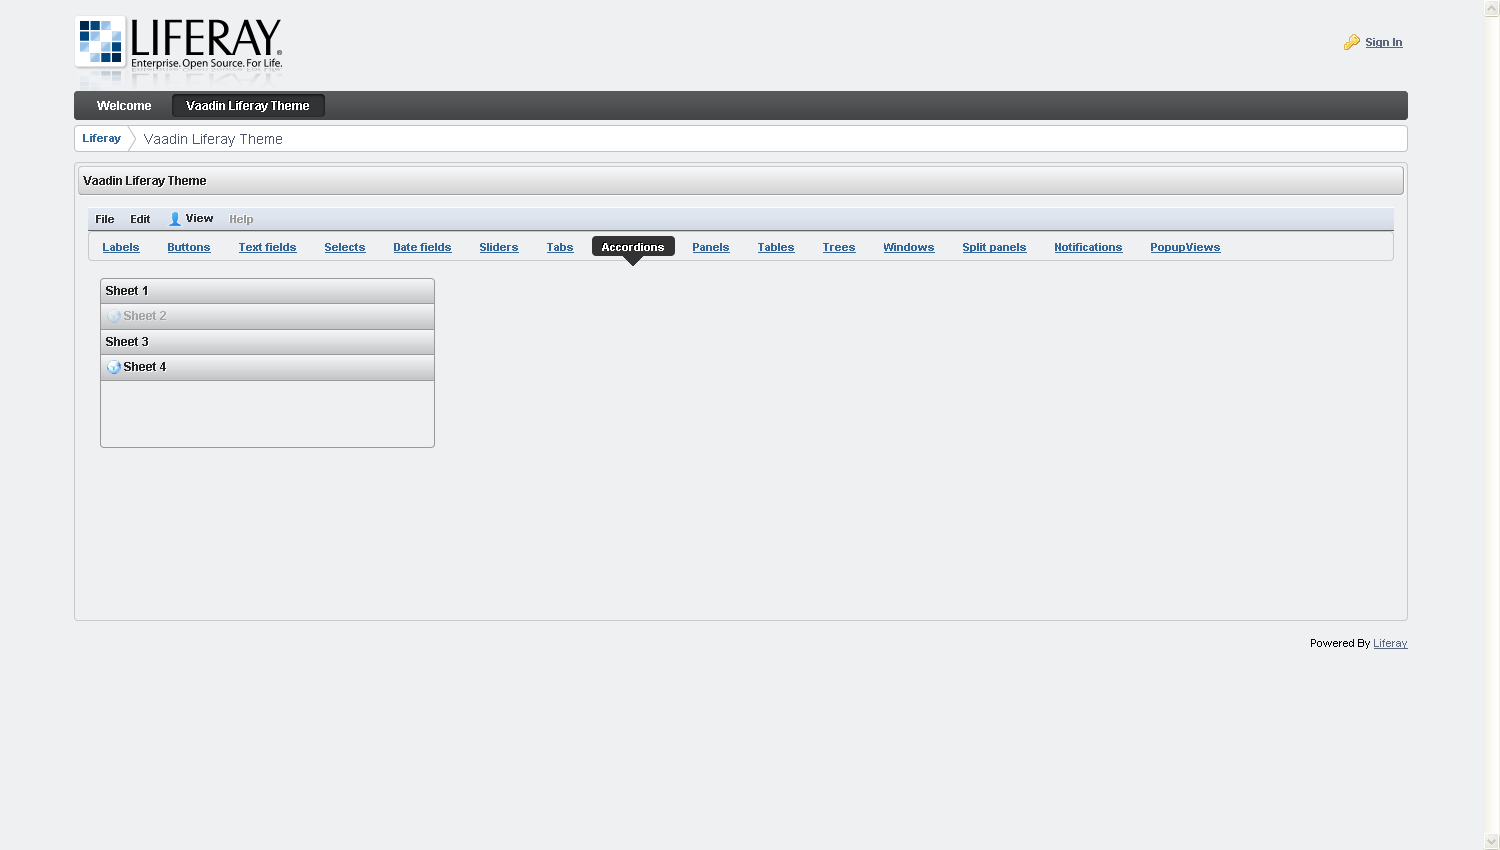 LIFERAY®
Enterprise. Open Source. For Life.
Sign In
Welcome Vaadin Liferay Theme
Liferay Vaadin Liferay Theme
Vaadin Liferay Theme
File Edit View Help
Labels Buttons Text fields Selects Date fields Sliders Tabs Accordions Panels Tables Trees Windows Split panels Notifications PopupViews
Sheet 1
Sheet 2
Sheet 3
Sheet 4
Powered By Liferay